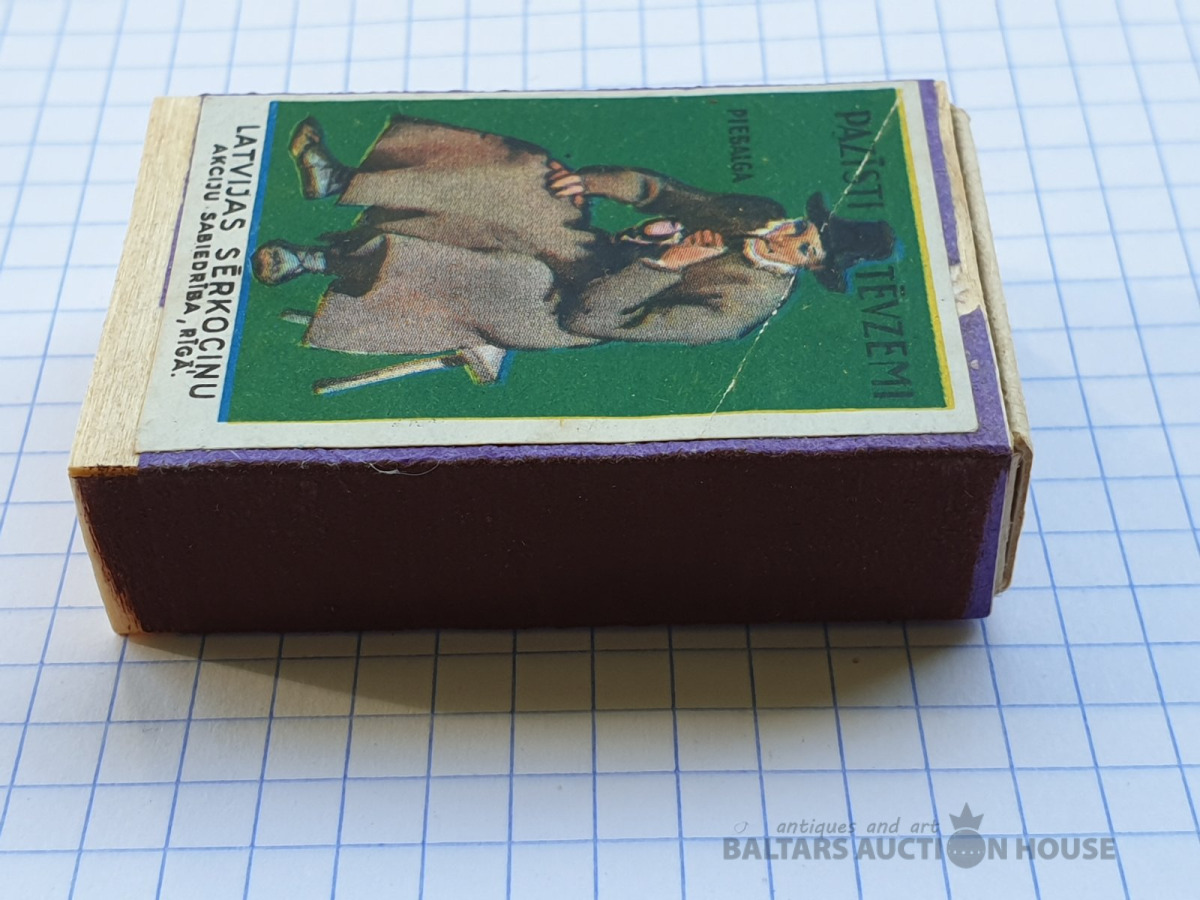 PAZĪSTI TĒVZEMI
PIEBALGA
LATVIJAS SĒRKOCIŅU
AKCIJU SABIEDRĪBA, RĪGĀ.
antiques and art
BALTARS AUCTION HOUSE